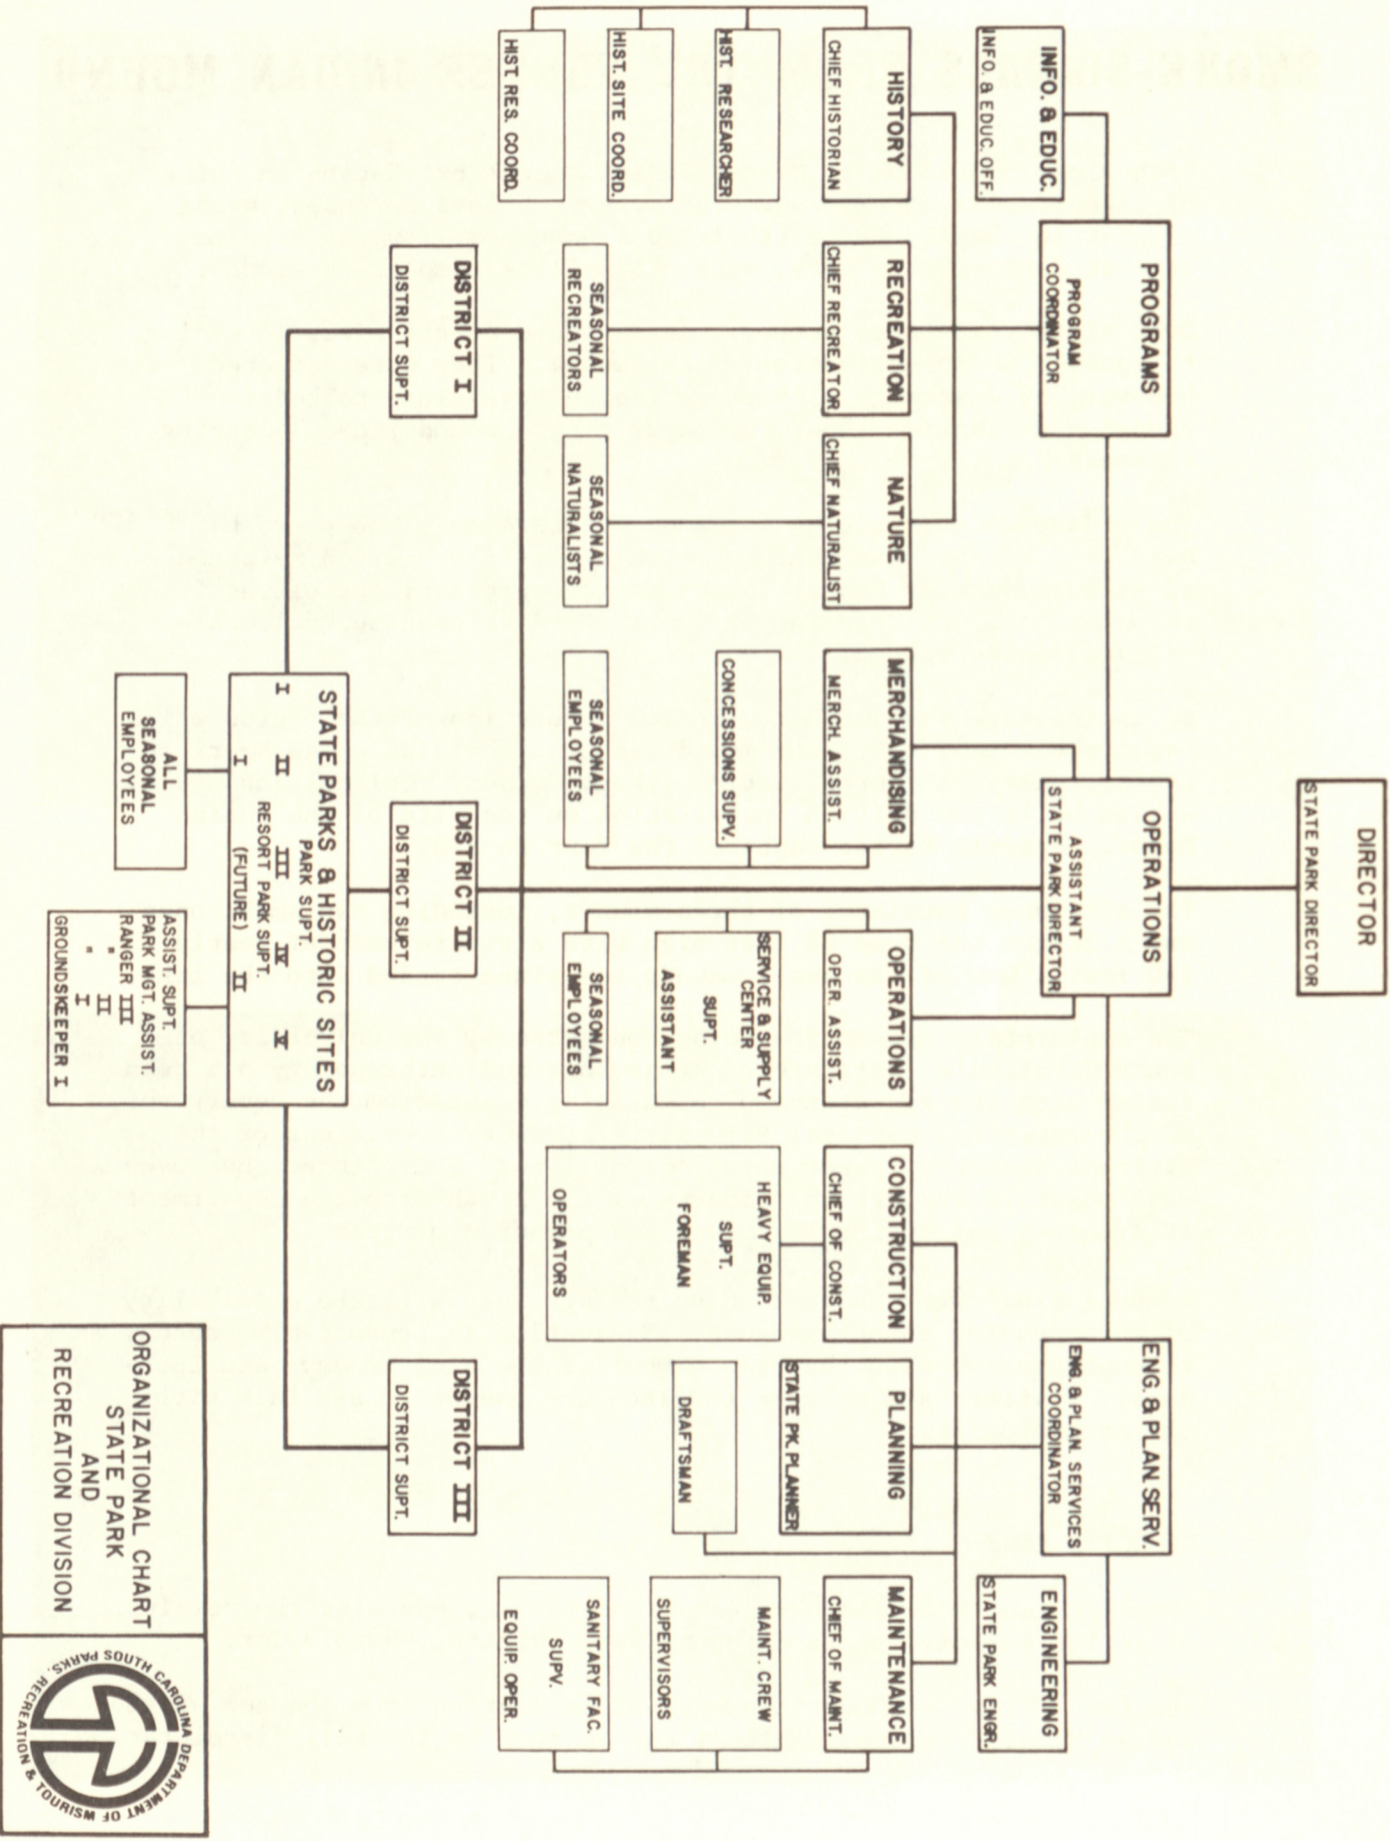 DIRECTOR
STATE PARK DIRECTOR
PROGRAMS
PROGRAM
COORDINATOR
OPERATIONS
ASSISTANT
STATE PARK DIRECTOR
ENG. & PLAN. SERV.
ENG. & PLAN. SERVICES
COORDINATOR
INFO. & EDUC.
INFO. & EDUC. OFF.
ENGINEERING
STATE PARK ENGR.
HISTORY
CHIEF HISTORIAN
RECREATION
CHIEF RECREATOR
NATURE
CHIEF NATURALIST
MERCHANDISING
MERCH. ASSIST.
OPERATIONS
OPER. ASSIST.
CONSTRUCTION
CHIEF OF CONST.
PLANNING
STATE PK. PLANNER
MAINTENANCE
CHIEF OF MAINT.
HIST. RESEARCHER
HIST. SITE COORD.
HIST. RES. COORD.
SEASONAL
RECREATORS
SEASONAL
NATURALISTS
CONCESSIONS SUPV.
SEASONAL
EMPLOYEES
SERVICE & SUPPLY
CENTER
SUPT.
ASSISTANT
SEASONAL
EMPLOYEES
HEAVY EQUIP.
SUPT.
FOREMAN
OPERATORS
DRAFTSMAN
MAINT. CREW
SUPERVISORS
SANITARY FAC.
SUPV.
EQUIP. OPER.
DISTRICT I
DISTRICT SUPT.
DISTRICT II
DISTRICT SUPT.
DISTRICT III
DISTRICT SUPT.
STATE PARKS & HISTORIC SITES
PARK SUPT.
I II III IV V
RESORT PARK SUPT.
I (FUTURE) II
ALL
SEASONAL
EMPLOYEES
ASSIST. SUPT.
PARK MGT. ASSIST.
RANGER III
" II
" I
GROUNDSKEEPER I
ORGANIZATIONAL CHART
STATE PARK
AND
RECREATION DIVISION
SOUTH CAROLINA DEPARTMENT OF TOURISM & RECREATION, PARKS,